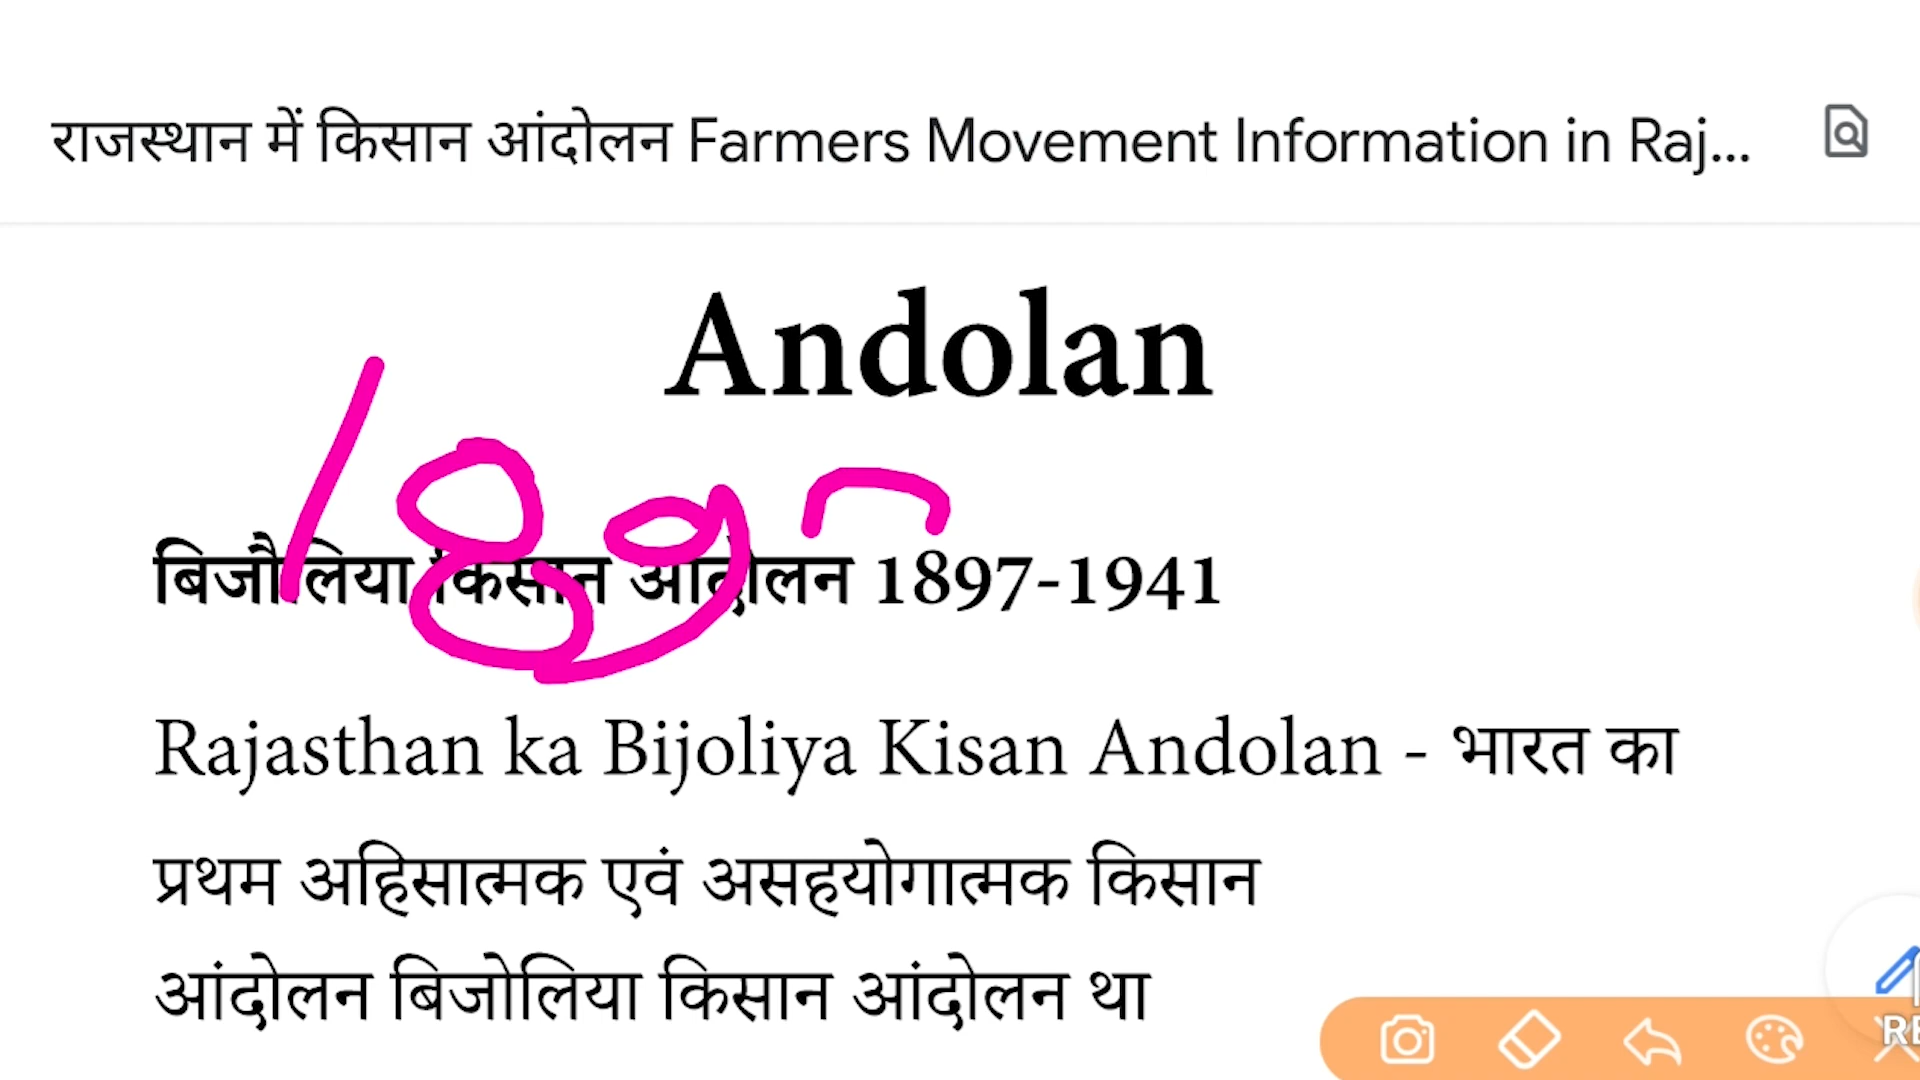 राजस्थान में किसान आंदोलन Farmers Movement Information in Raj...
Andolan
189
बिजौलिया किसान आंदोलन 1897-1941
Rajasthan ka Bijoliya Kisan Andolan - भारत का
प्रथम अहिसात्मक एवं असहयोगात्मक किसान
आंदोलन बिजोलिया किसान आंदोलन था